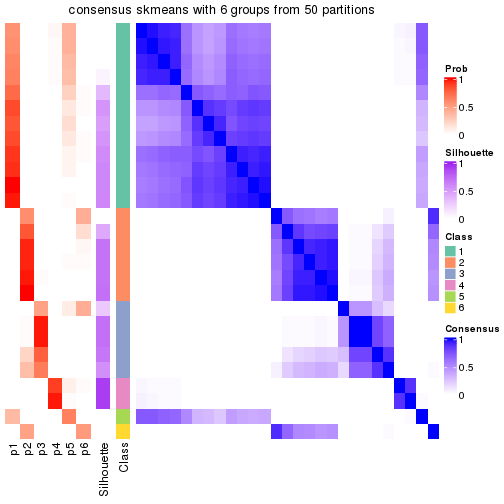 consensus skmeans with 6 groups from 50 partitions
Prob
1
0.5
0
Silhouette
1
0.5
0
Class
1
2
3
4
5
6
Consensus
1
0.5
0
p1
p2
p3
p4
p5
p6
Silhouette
Class